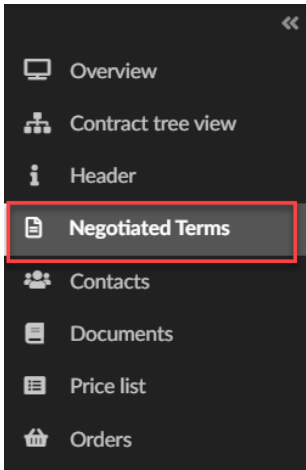 Overview
Contract tree view
Header
Negotiated Terms
Contacts
Documents
Price list
Orders